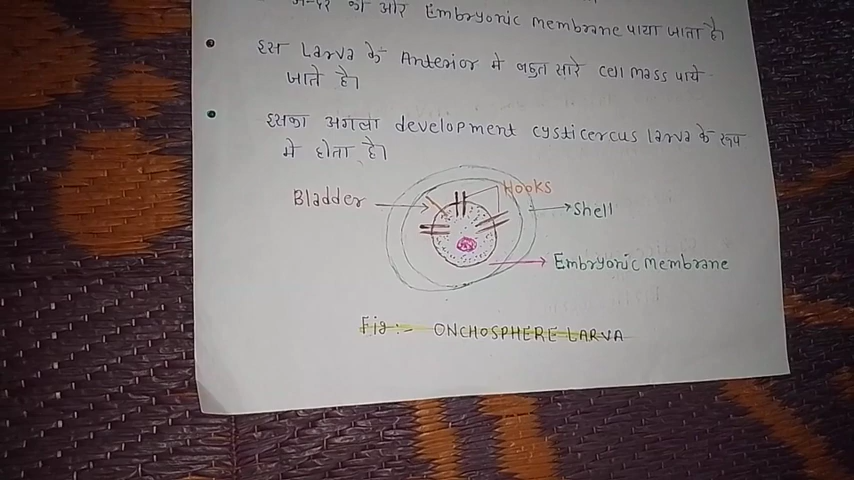 की ओर Embryonic membrane पाया जाता है।
इस Larva के Anterior मे बहुत सारे cell mass पाये
जाते है।
इसका अगला development cysticercus larva के रूप
मे होता है।
Bladder
Hooks
Shell
Embryonic membrane
Fig:- ONCHOSPHERE LARVA